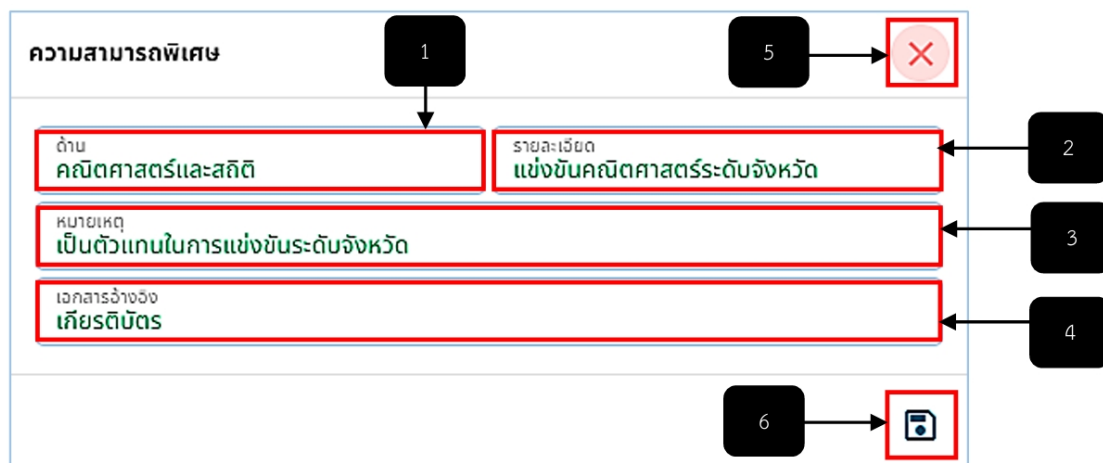 ความสามารถพิเศษ
1
5
ด้าน
คณิตศาสตร์และสถิติ
รายละเอียด
แข่งขันคณิตศาสตร์ระดับจังหวัด
2
หมายเหตุ
เป็นตัวแทนในการแข่งขันระดับจังหวัด
3
เอกสารอ้างอิง
เกียรติบัตร
4
6